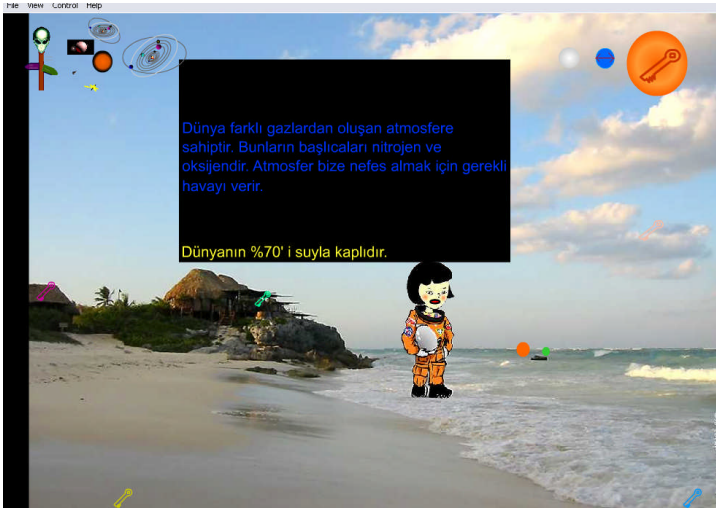 File View Control Help
Dünya farklı gazlardan oluşan atmosfere
sahiptir. Bunların başlıcaları nitrojen ve
oksijendir. Atmosfer bize nefes almak için gerekli
havayı verir.
Dünyanın %70' i suyla kaplıdır.